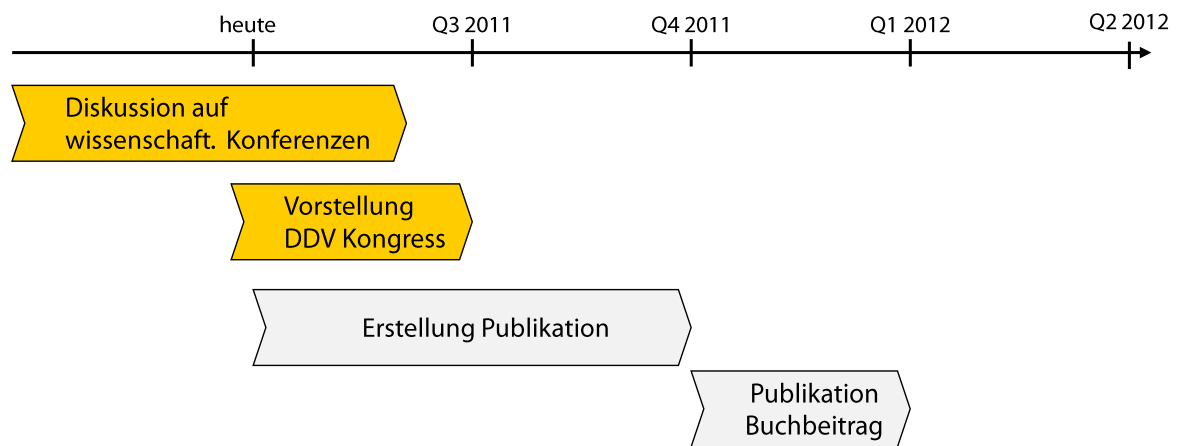 heute
Q3 2011
Q4 2011
Q1 2012
Q2 2012
Diskussion auf
wissenschaft. Konferenzen
Vorstellung
DDV Kongress
Erstellung Publikation
Publikation
Buchbeitrag